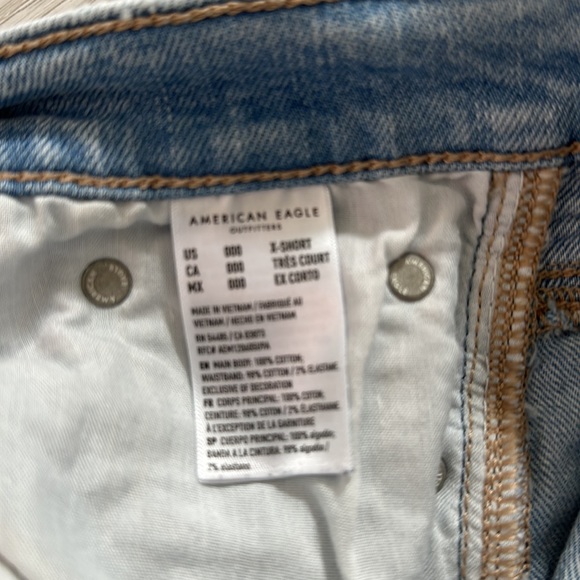 AMERICAN EAGLE
OUTFITTERS
US 000 X-SHORT
CA 000 TRÈS COURT
MX 000 EX CORTO
MADE IN VIETNAM / FABRIQUÉ AU
VIETNAM / HECHO EN VIETNAM
EN MAIN BODY: 100% COTTON,
WAISTBAND: 98% COTTON / 2% ELASTANE.
EXCLUSIVE OF DECORATION
FR CORPS PRINCIPAL: 100% COTON,
CEINTURE: 98% COTON / 2% ÉLASTHANNE.
À L'EXCEPTION DE LA GARNITURE
SP CUERPO PRINCIPAL: 100% algodón,
BANDA A LA CINTURA: 98% algodón /
2% elastano
AMERICAN